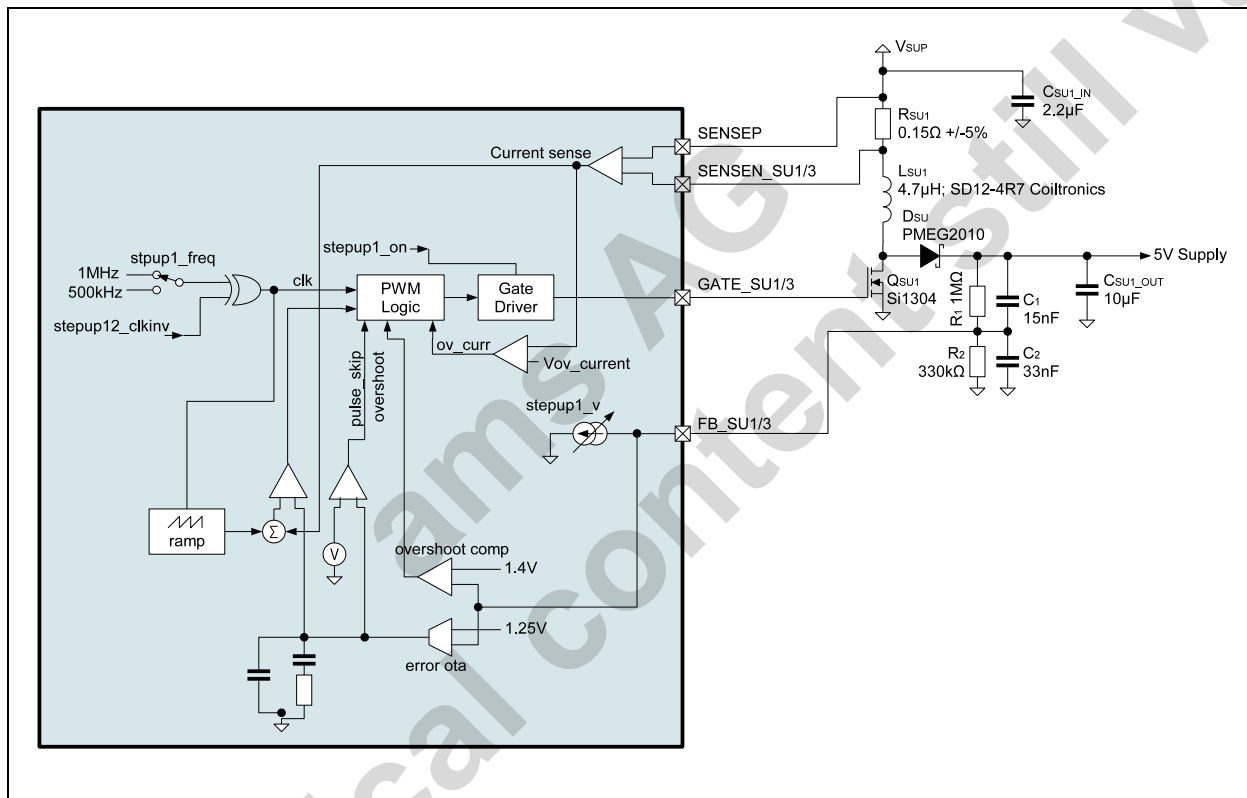 VSUP
CSU1_IN
2.2µF
RSU1
0.15Ω +/-5%
SENSEP
Current sense
SENSEN_SU1/3
LSU1
4.7µH; SD12-4R7 Coiltronics
DSU
PMEG2010
stepup1_on
stpup1_freq
1MHz
500kHz
clk
PWM
Logic
Gate
Driver
GATE_SU1/3
QSU1
Si1304
5V Supply
R1 1MΩ
C1
15nF
CSU1_OUT
10µF
stepup12_clkinv
ov_curr
Vov_current
pulse_skip
overshoot
R2
330kΩ
C2
33nF
stepup1_v
FB_SU1/3
ramp
Σ
V
overshoot comp
1.4V
1.25V
error ota
ams AG
cal content still v